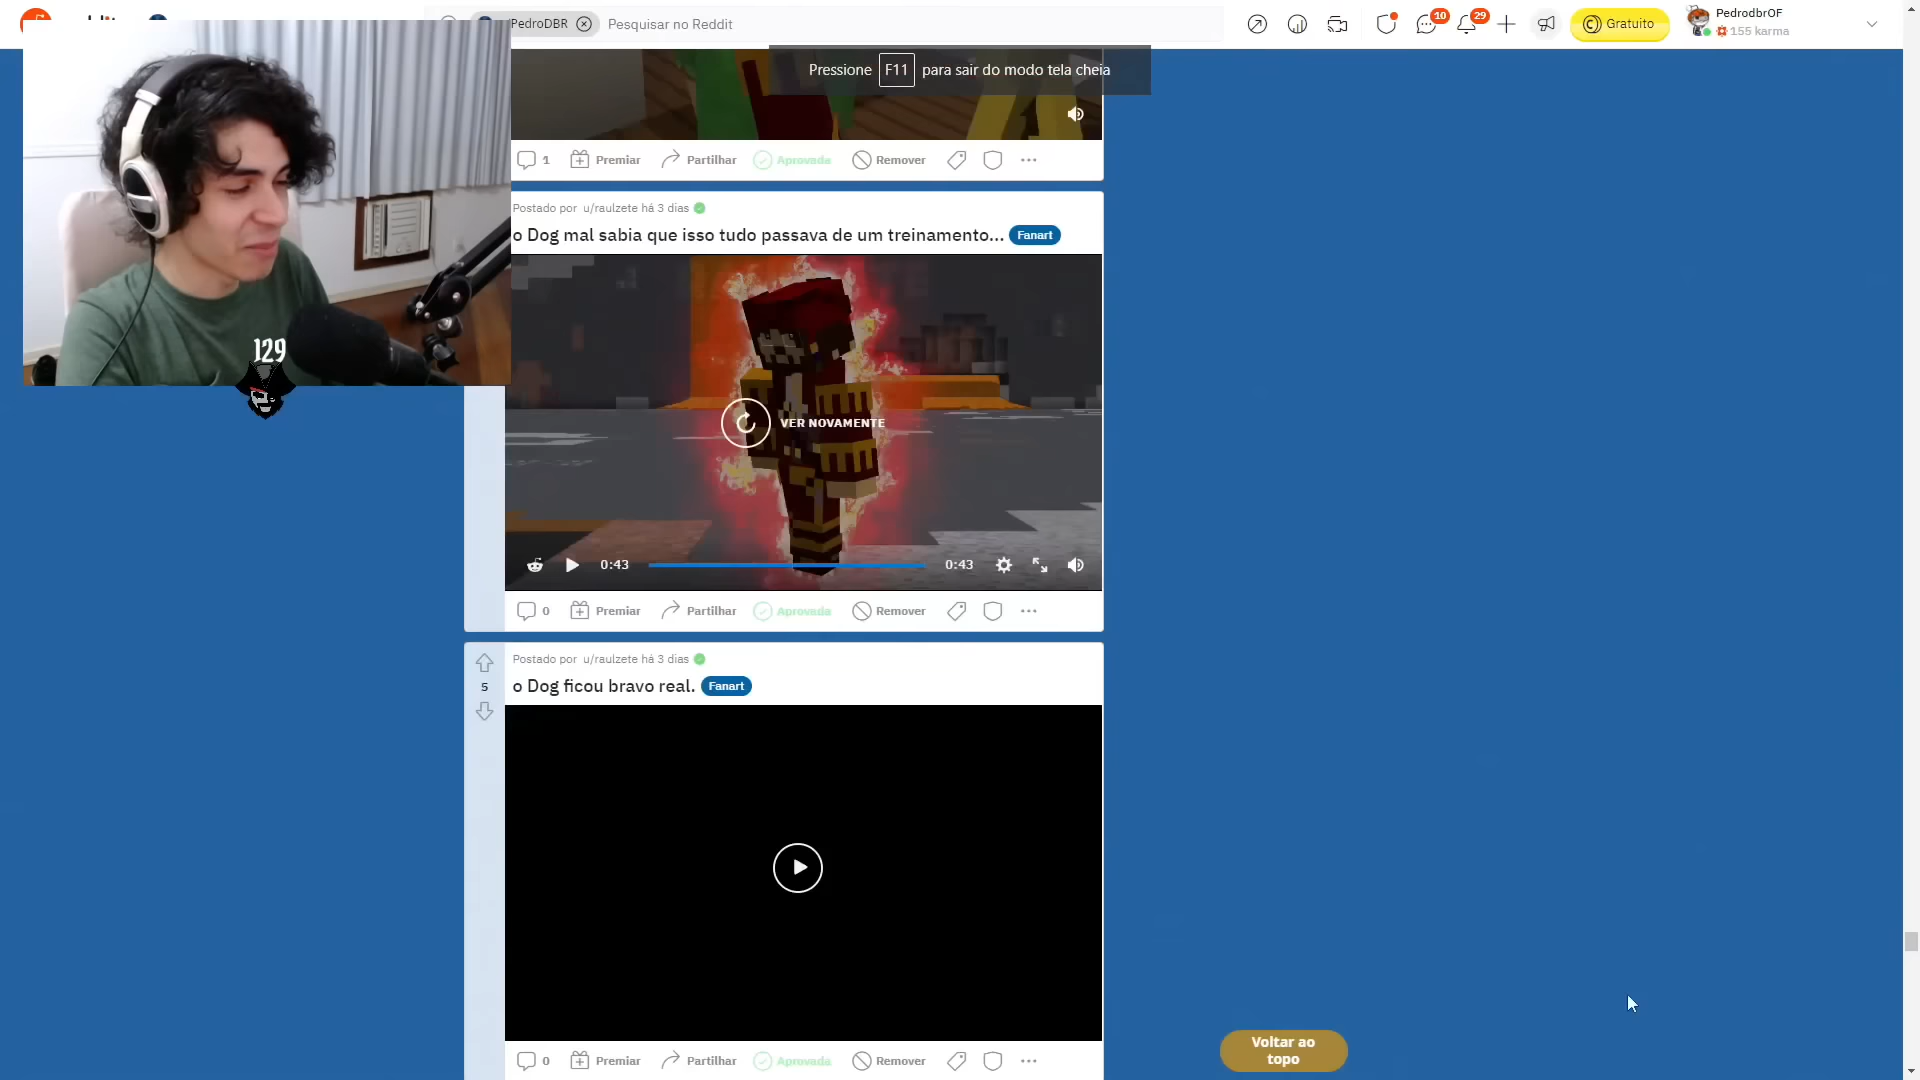 PedroDBR
Pesquisar no Reddit
10
29
Gratuito
PedrodbrOF
155 karma
Pressione F11 para sair do modo tela cheia
1 Premiar Partilhar Aprovada Remover
Postado por u/raulzete há 3 dias
o Dog mal sabia que isso tudo passava de um treinamento... Fanart
129
VER NOVAMENTE
0:43 0:43
0 Premiar Partilhar Aprovada Remover
Postado por u/raulzete há 3 dias
5
o Dog ficou bravo real. Fanart
Voltar ao
topo
0 Premiar Partilhar Aprovada Remover